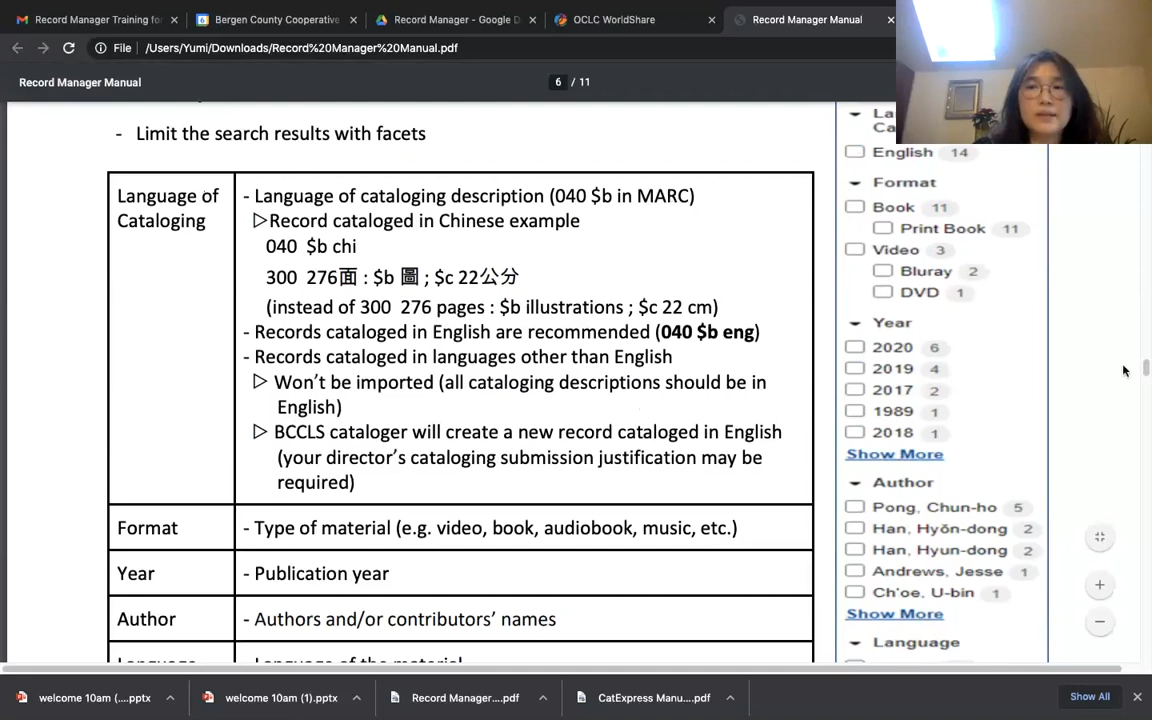 Record Manager Training for
Bergen County Cooperative
Record Manager - Google D
OCLC WorldShare
Record Manager Manual
File
/Users/Yumi/Downloads/Record%20Manager%20Manual.pdf
Record Manager Manual
6 / 11
- Limit the search results with facets
Language of
Cataloging
- Language of cataloging description (040 $b in MARC)
▷Record cataloged in Chinese example
040 $b chi
300 276面 : $b 圖 ; $c 22公分
(instead of 300 276 pages : $b illustrations ; $c 22 cm)
- Records cataloged in English are recommended (040 $b eng)
- Records cataloged in languages other than English
▷ Won't be imported (all cataloging descriptions should be in
English)
▷ BCCLS cataloger will create a new record cataloged in English
(your director's cataloging submission justification may be
required)
Format
- Type of material (e.g. video, book, audiobook, music, etc.)
Year
- Publication year
Author
- Authors and/or contributors' names
Language
- Language of the material
La
Ca
English 14
Format
Book 11
Print Book 11
Video 3
Bluray 2
DVD 1
Year
2020 6
2019 4
2017 2
1989 1
2018 1
Show More
Author
Pong, Chun-ho 5
Han, Hyŏn-dong 2
Han, Hyun-dong 2
Andrews, Jesse 1
Ch'oe, U-bin 1
Show More
Language
welcome 10am (....pptx
welcome 10am (1).pptx
Record Manager....pdf
CatExpress Manu....pdf
Show All